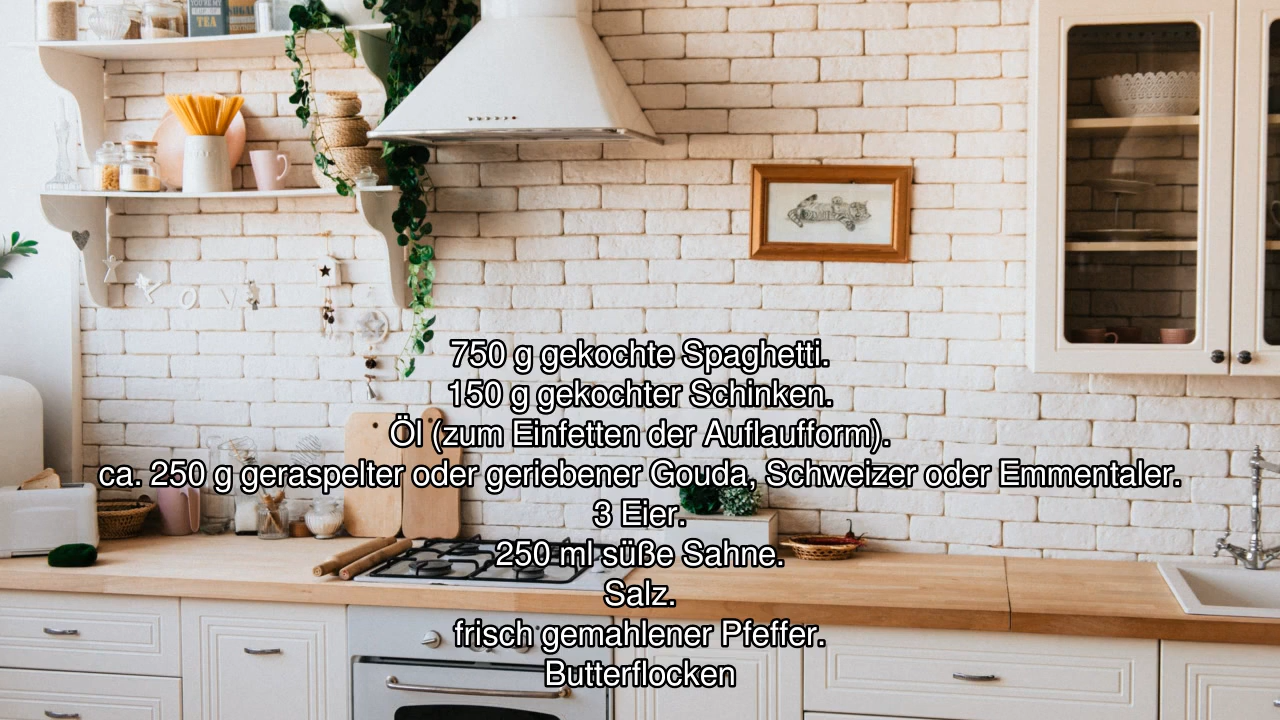 TEA
750 g gekochte Spaghetti.
150 g gekochter Schinken.
Öl (zum Einfetten der Auflaufform).
ca. 250 g geraspelter oder geriebener Gouda, Schweizer oder Emmentaler.
3 Eier.
250 ml süße Sahne.
Salz.
frisch gemahlener Pfeffer.
Butterflocken